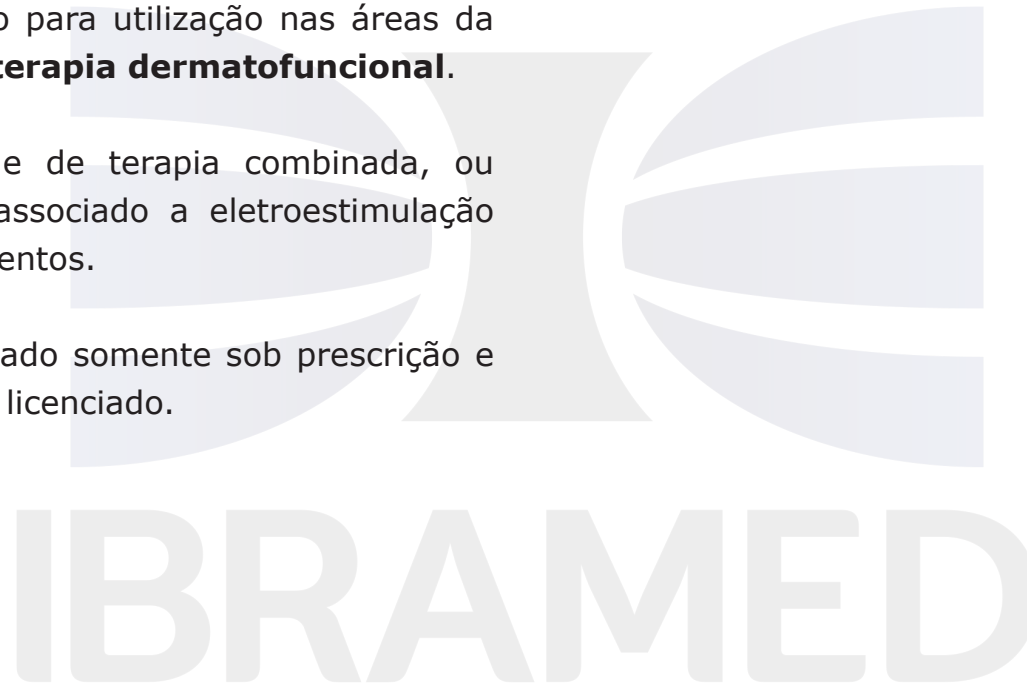 o para utilização nas áreas da
terapia dermatofuncional.
e de terapia combinada, ou
associado a eletroestimulação
entos.
ado somente sob prescrição e
licenciado.
IBRAMED